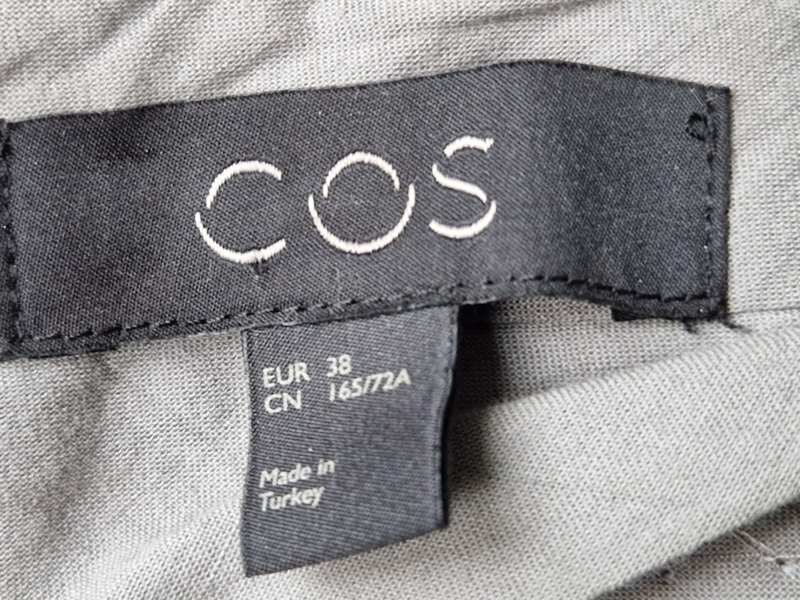 COS
EUR 38
CN 165/72A
Made in
Turkey